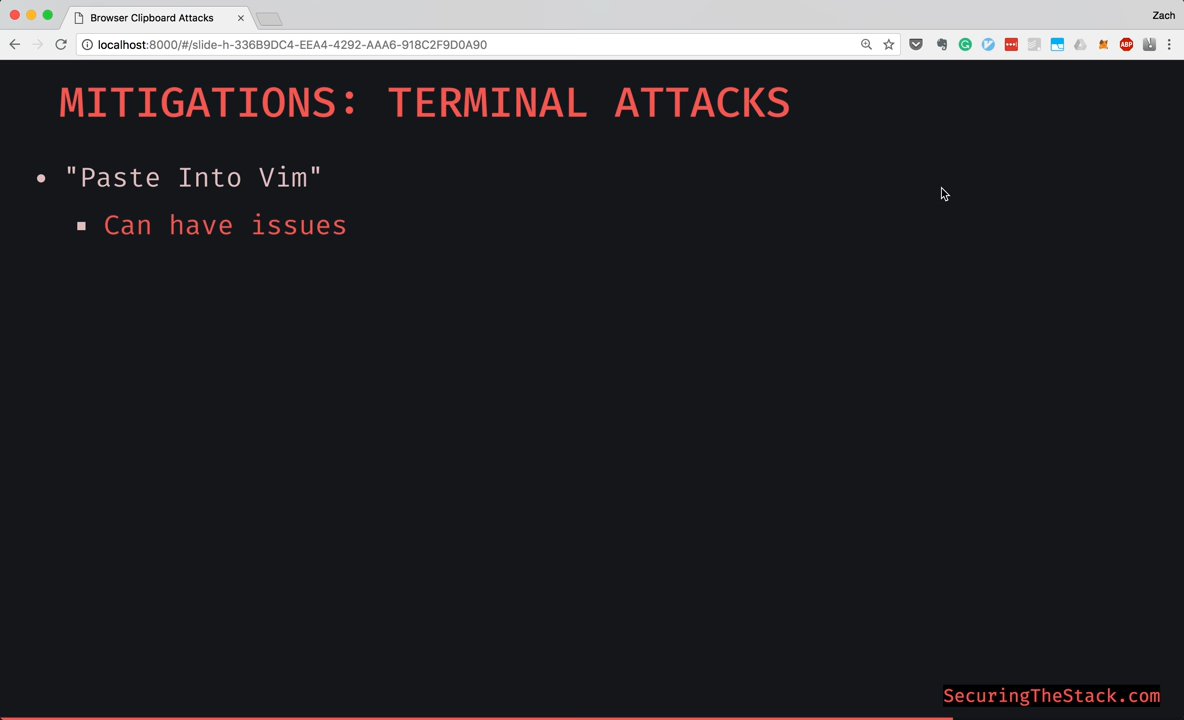 Browser Clipboard Attacks
Zach
localhost:8000/#/slide-h-336B9DC4-EEA4-4292-AAA6-918C2F9D0A90
ABP
MITIGATIONS: TERMINAL ATTACKS
"Paste Into Vim"
Can have issues
SecuringTheStack.com